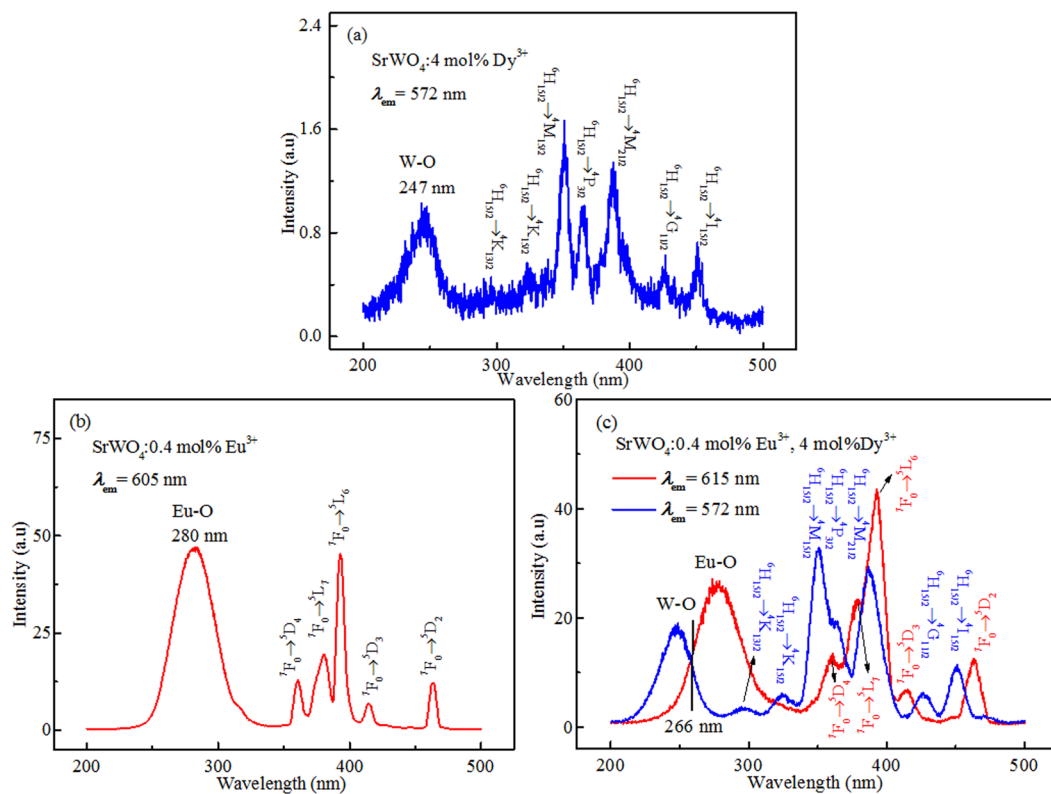 (a)
SrWO₄:4 mol% Dy³⁺
λem = 572 nm
W-O
247 nm
⁶H₁₅/₂→⁴K₁₃/₂
⁶H₁₅/₂→⁴K₁₅/₂
⁶H₁₅/₂→⁴M₁₅/₂
⁶H₁₅/₂→⁴P₃/₂
⁶H₁₅/₂→⁴M₂₁/₂
⁶H₁₅/₂→⁴G₁₁/₂
⁶H₁₅/₂→⁴I₁₅/₂
2.4
1.6
0.8
0.0
Intensity (a.u)
200 300 400 500
Wavelength (nm)
(b)
SrWO₄:0.4 mol% Eu³⁺
λem = 605 nm
Eu-O
280 nm
⁷F₀→⁵D₄
⁷F₀→⁵L₇
⁷F₀→⁵L₆
⁷F₀→⁵D₃
⁷F₀→⁵D₂
75
50
25
0
Intensity (a.u)
200 300 400 500
Wavelength (nm)
(c)
SrWO₄:0.4 mol% Eu³⁺, 4 mol%Dy³⁺
λem = 615 nm
λem = 572 nm
W-O
Eu-O
266 nm
⁶H₁₅/₂→⁴K₁₃/₂
⁶H₁₅/₂→⁴K₁₅/₂
⁶H₁₅/₂→⁴M₁₅/₂
⁶H₁₅/₂→⁴P₃/₂
⁶H₁₅/₂→⁴M₂₁/₂
⁷F₀→⁵L₆
⁷F₀→⁵D₄
⁷F₀→⁵L₇
⁷F₀→⁵D₃
⁶H₁₅/₂→⁴G₁₁/₂
⁶H₁₅/₂→⁴I₁₅/₂
⁷F₀→⁵D₂
60
40
20
0
Intensity (a.u)
200 300 400 500
Wavelength (nm)